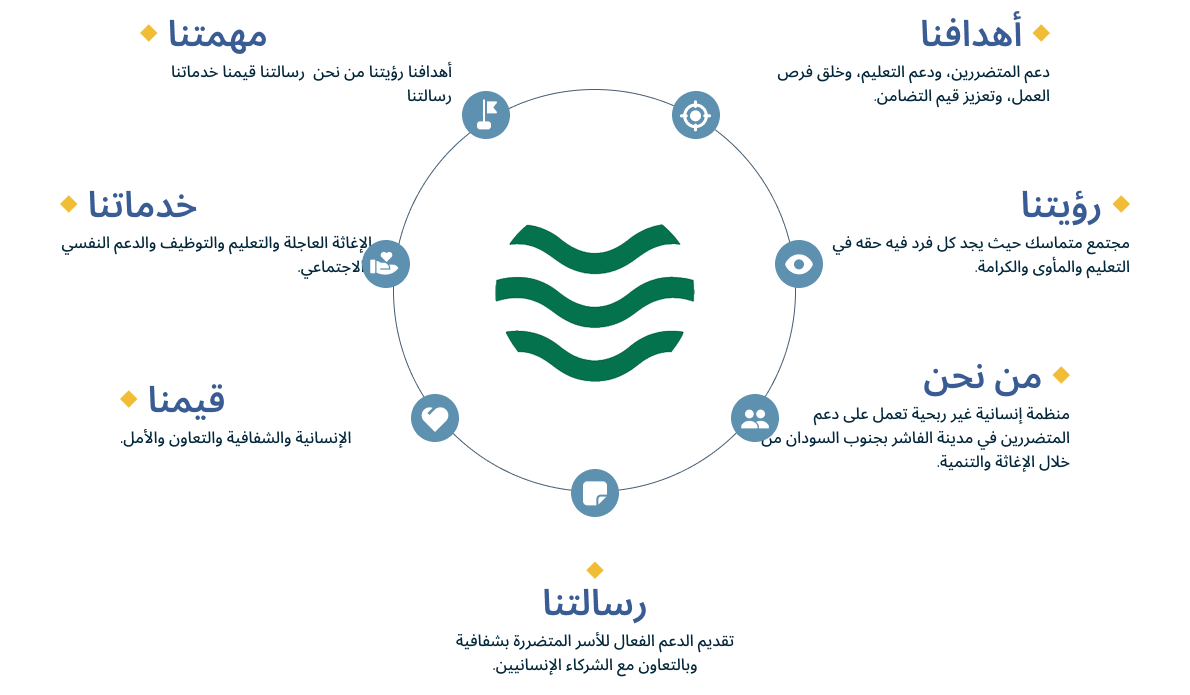 أهدافنا
دعم المتضررين، ودعم التعليم، وخلق فرص
العمل، وتعزيز قيم التضامن.
مهمتنا
أهدافنا رؤيتنا من نحن  رسالتنا قيمنا خدماتنا
رسالتنا
رؤيتنا
مجتمع متماسك حيث يجد كل فرد فيه حقه في
التعليم والمأوى والكرامة.
خدماتنا
الإغاثة العاجلة والتعليم والتوظيف والدعم النفسي
الاجتماعي.
من نحن
منظمة إنسانية غير ربحية تعمل على دعم
المتضررين في مدينة الفاشر بجنوب السودان من
خلال الإغاثة والتنمية.
قيمنا
الإنسانية والشفافية والتعاون والأمل.
رسالتنا
تقديم الدعم الفعال للأسر المتضررة بشفافية
وبالتعاون مع الشركاء الإنسانيين.